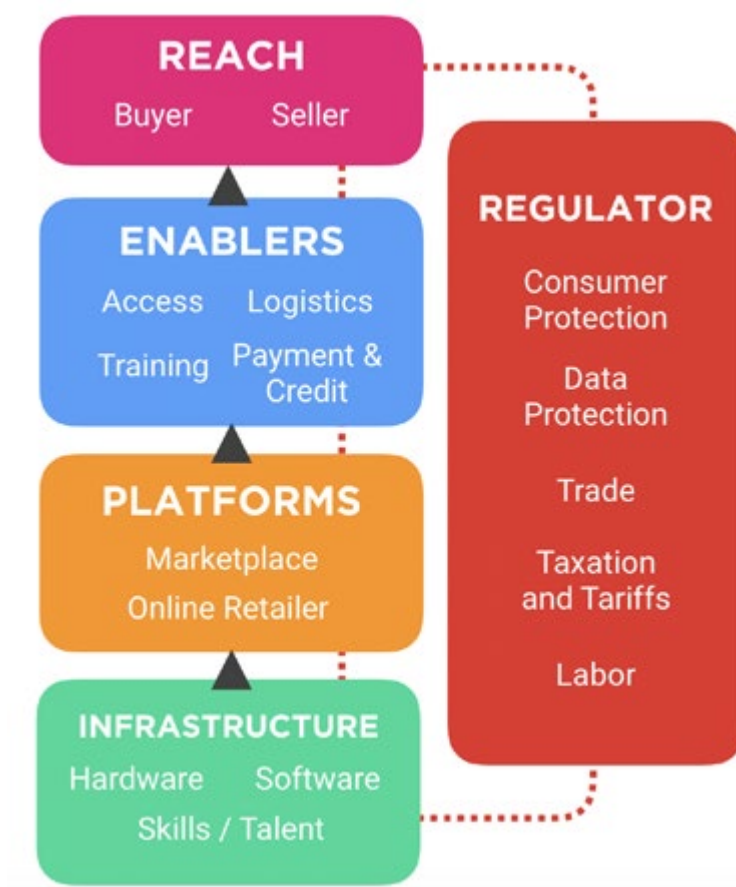 REACH
Buyer Seller
ENABLERS
Access Logistics
Training Payment &
Credit
PLATFORMS
Marketplace
Online Retailer
INFRASTRUCTURE
Hardware Software
Skills / Talent
REGULATOR
Consumer
Protection
Data
Protection
Trade
Taxation
and Tariffs
Labor